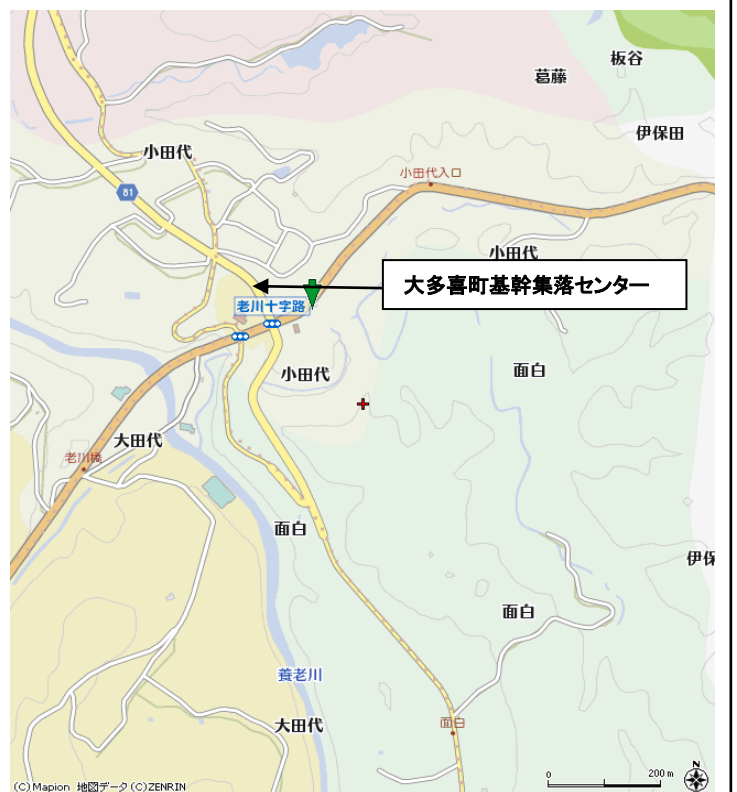 板谷
葛藤
伊保田
小田代
小田代入口
81
小田代
大多喜町基幹集落センター
老川十字路
小田代
面白
大田代
老川橋
面白
伊保
面白
養老川
大田代
面白
(C)Mapion 地図データ(C)ZENRIN
0 200m
N